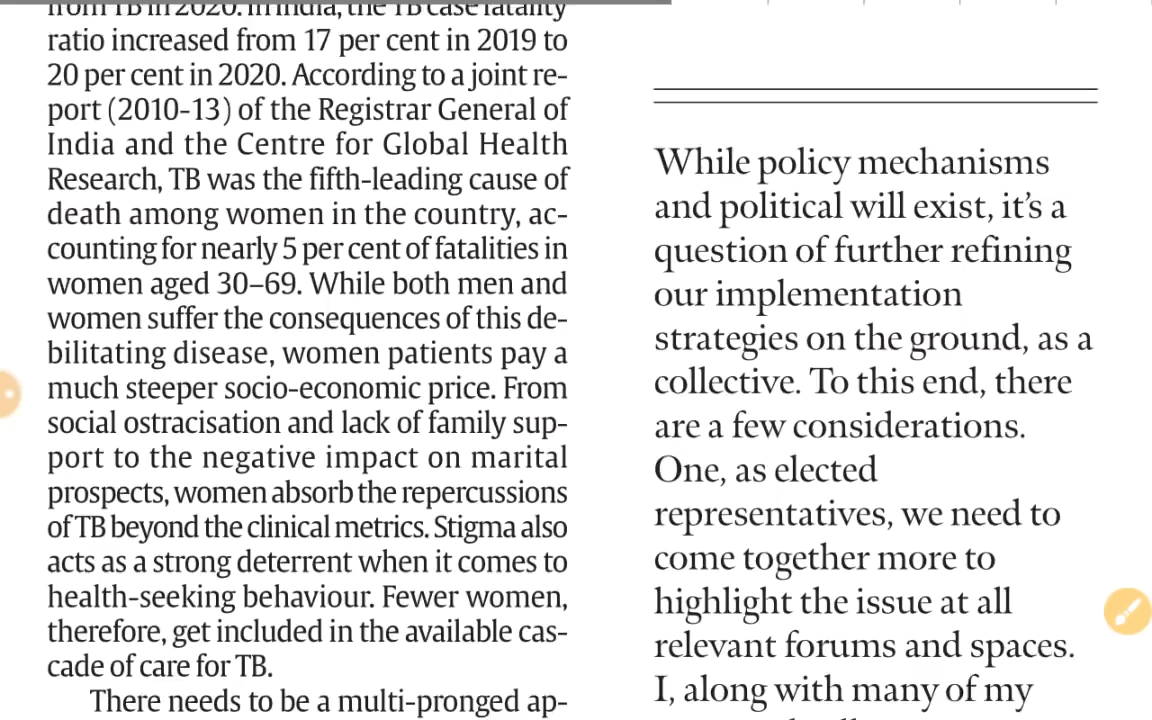 from TB in 2020. In India, the TB case fatality
ratio increased from 17 per cent in 2019 to
20 per cent in 2020. According to a joint re-
port (2010-13) of the Registrar General of
India and the Centre for Global Health
Research, TB was the fifth-leading cause of
death among women in the country, ac-
counting for nearly 5 per cent of fatalities in
women aged 30–69. While both men and
women suffer the consequences of this de-
bilitating disease, women patients pay a
much steeper socio-economic price. From
social ostracisation and lack of family sup-
port to the negative impact on marital
prospects, women absorb the repercussions
of TB beyond the clinical metrics. Stigma also
acts as a strong deterrent when it comes to
health-seeking behaviour. Fewer women,
therefore, get included in the available cas-
cade of care for TB.
There needs to be a multi-pronged ap-
While policy mechanisms
and political will exist, it’s a
question of further refining
our implementation
strategies on the ground, as a
collective. To this end, there
are a few considerations.
One, as elected
representatives, we need to
come together more to
highlight the issue at all
relevant forums and spaces.
I, along with many of my